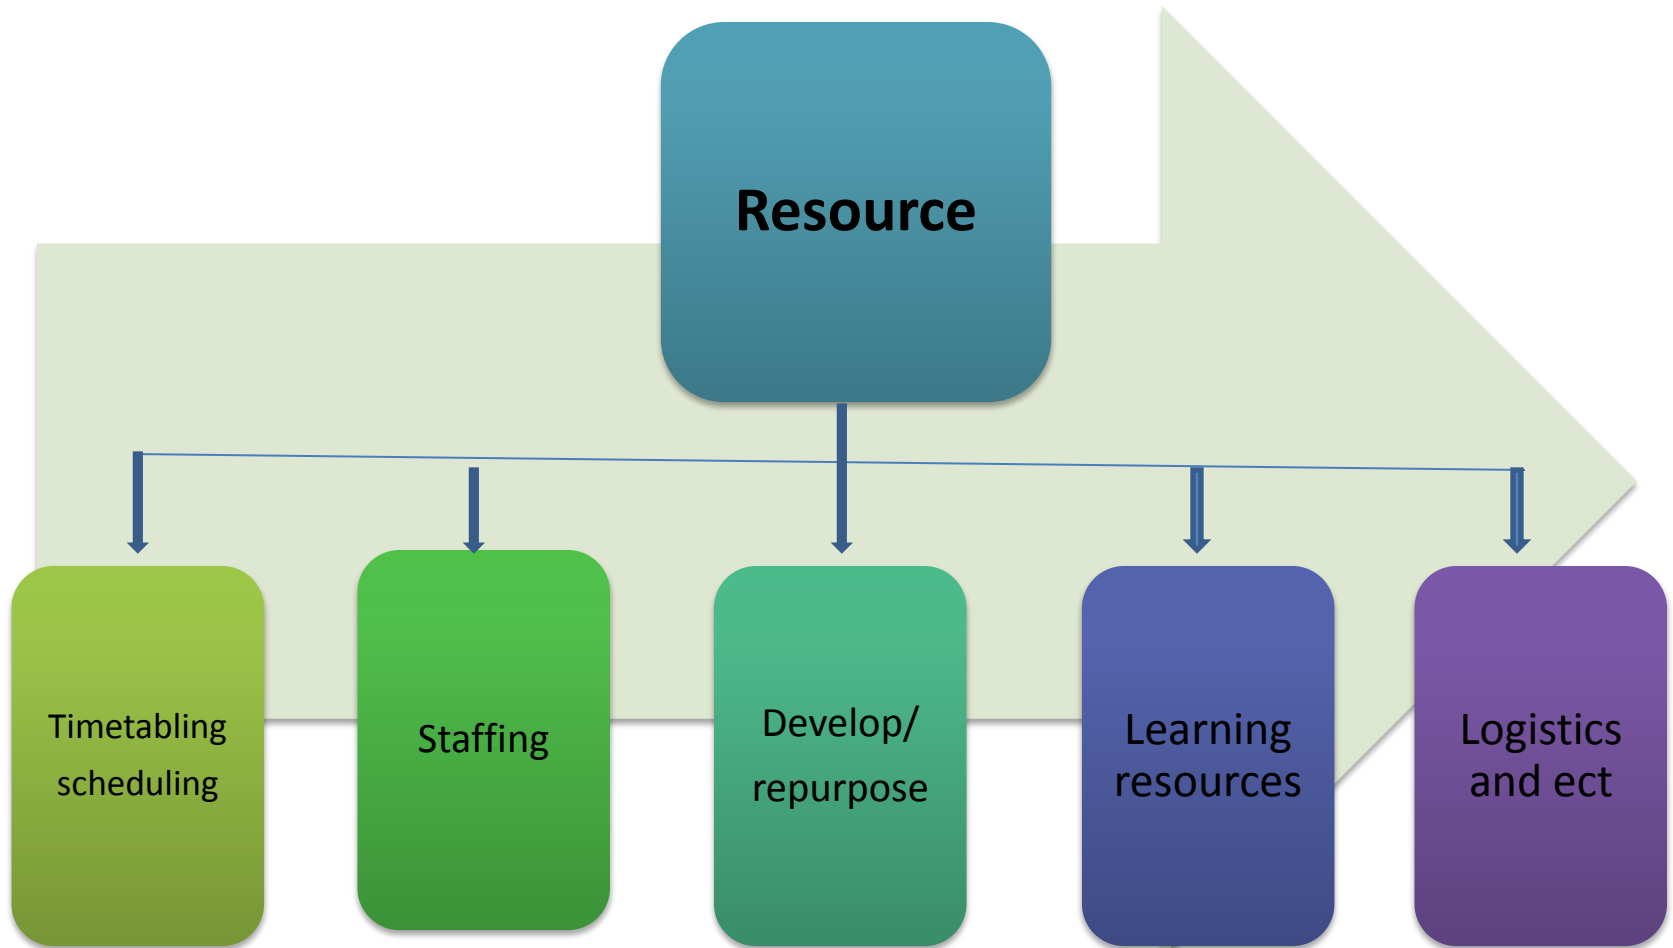 Resource
Timetabling
scheduling
Staffing
Develop/
repurpose
Learning
resources
Logistics
and ect